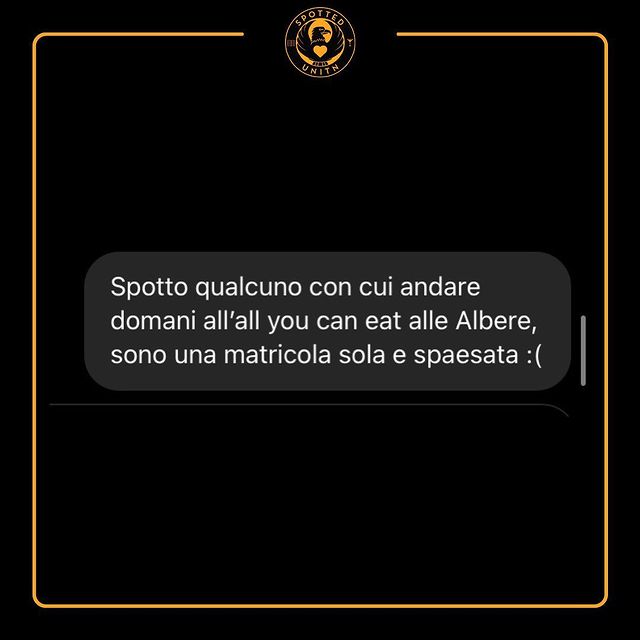 SPOTTED
UNITN
Spotto qualcuno con cui andare
domani all’all you can eat alle Albere,
sono una matricola sola e spaesata :(